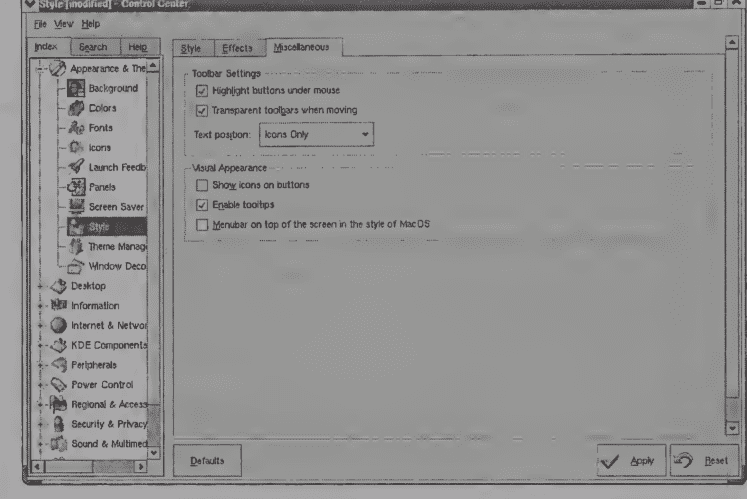 Style [modified] - Control Center
File View Help
Index Search Help
Style Effects Miscellaneous
Appearance & The
Background
Colors
Fonts
Icons
Launch Feedb
Panels
Screen Saver
Style
Theme Manag
Window Deco
Desktop
Information
Internet & Networ
KDE Components
Peripherals
Power Control
Regional & Access
Security & Privacy
Sound & Multimed
Toolbar Settings
Highlight buttons under mouse
Transparent toolbars when moving
Text position: Icons Only
Visual Appearance
Show icons on buttons
Enable tooltips
Menubar on top of the screen in the style of MacOS
Defaults
Apply
Reset